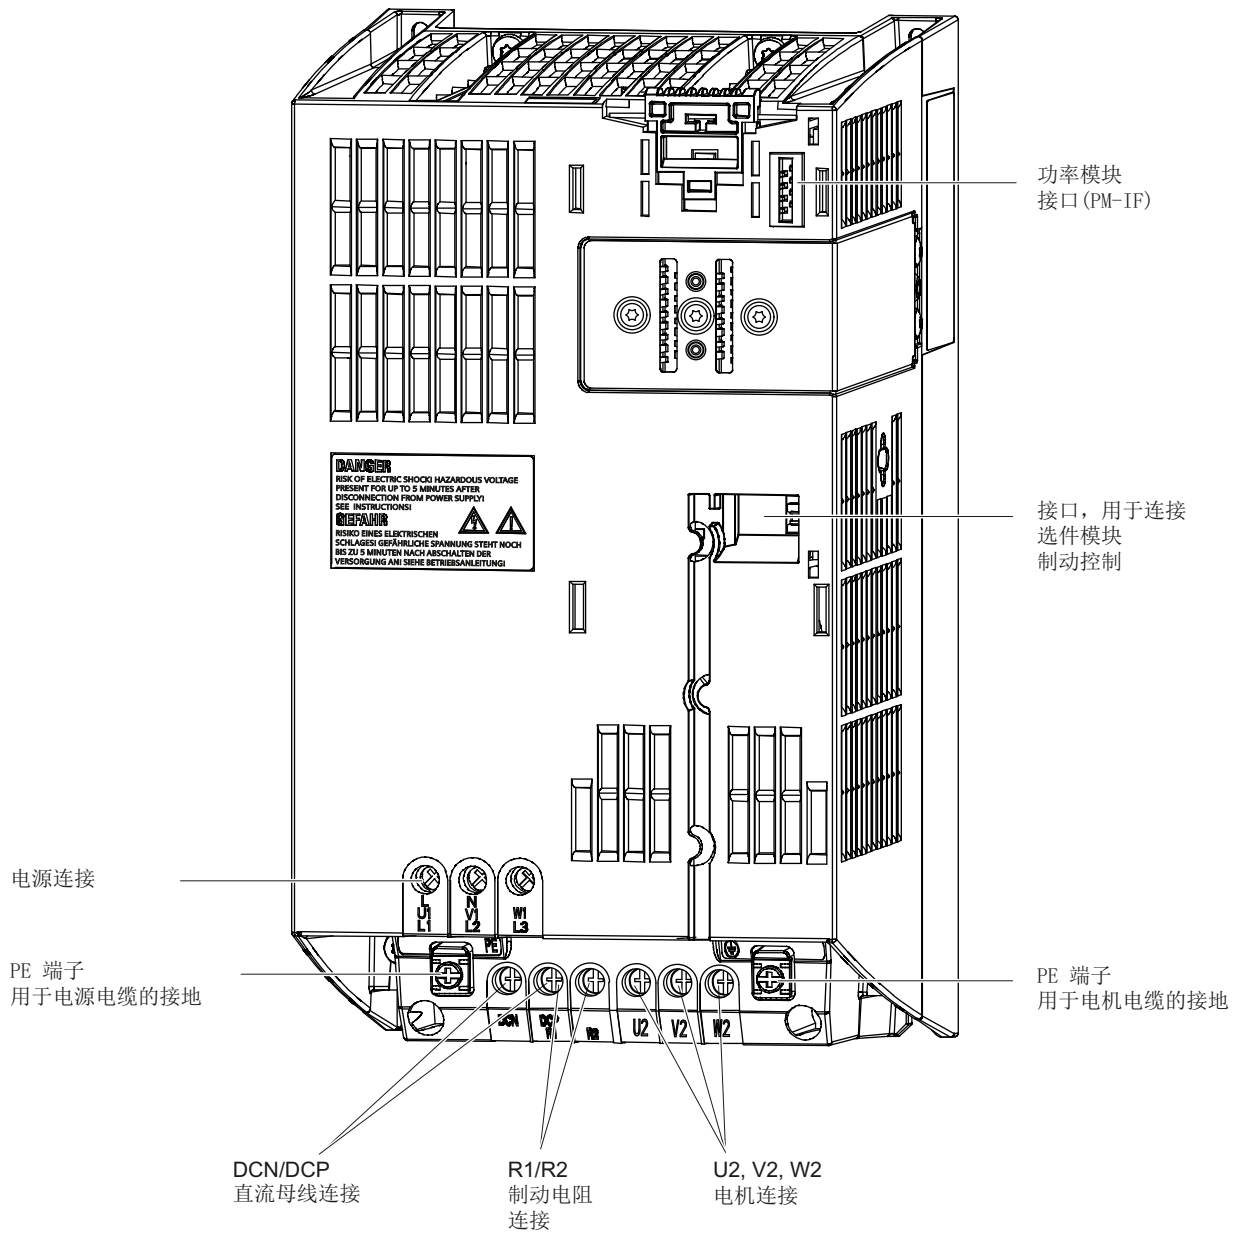 功率模块
接口(PM-IF)
DANGER
RISK OF ELECTRIC SHOCK! HAZARDOUS VOLTAGE
PRESENT FOR UP TO 5 MINUTES AFTER
DISCONNECTION FROM POWER SUPPLY!
SEE INSTRUCTIONS!
GEFAHR
RISIKO EINES ELEKTRISCHEN
SCHLAGES! GEFÄHRLICHE SPANNUNG STEHT NOCH
BIS ZU 5 MINUTEN NACH ABSCHALTEN DER
VERSORGUNG AN! SIEHE BETRIEBSANLEITUNG!
接口，用于连接
选件模块
制动控制
电源连接
L
U1
L1
N
V1
L2
W1
L3
PE
PE 端子
用于电源电缆的接地
PE 端子
用于电机电缆的接地
DCN
DCP
U2
V2
W2
DCN/DCP
直流母线连接
R1/R2
制动电阻
连接
U2, V2, W2
电机连接